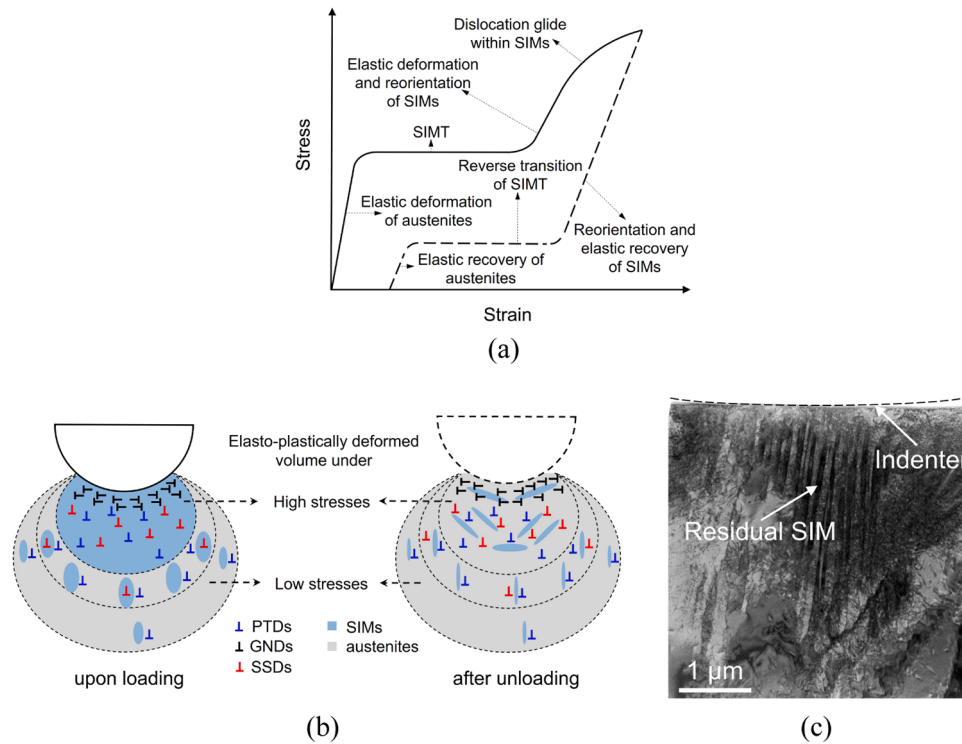 Dislocation glide
within SIMs
Elastic deformation
and reorientation
of SIMs
SIMT
Reverse transition
of SIMT
Elastic deformation
of austenites
Reorientation and
elastic recovery
of SIMs
Elastic recovery of
austenites
Stress
Strain
(a)
Elasto-plastically deformed
volume under
High stresses
Low stresses
PTDs
GNDs
SSDs
SIMs
austenites
upon loading
after unloading
(b)
Indenter
Residual SIM
1 μm
(c)